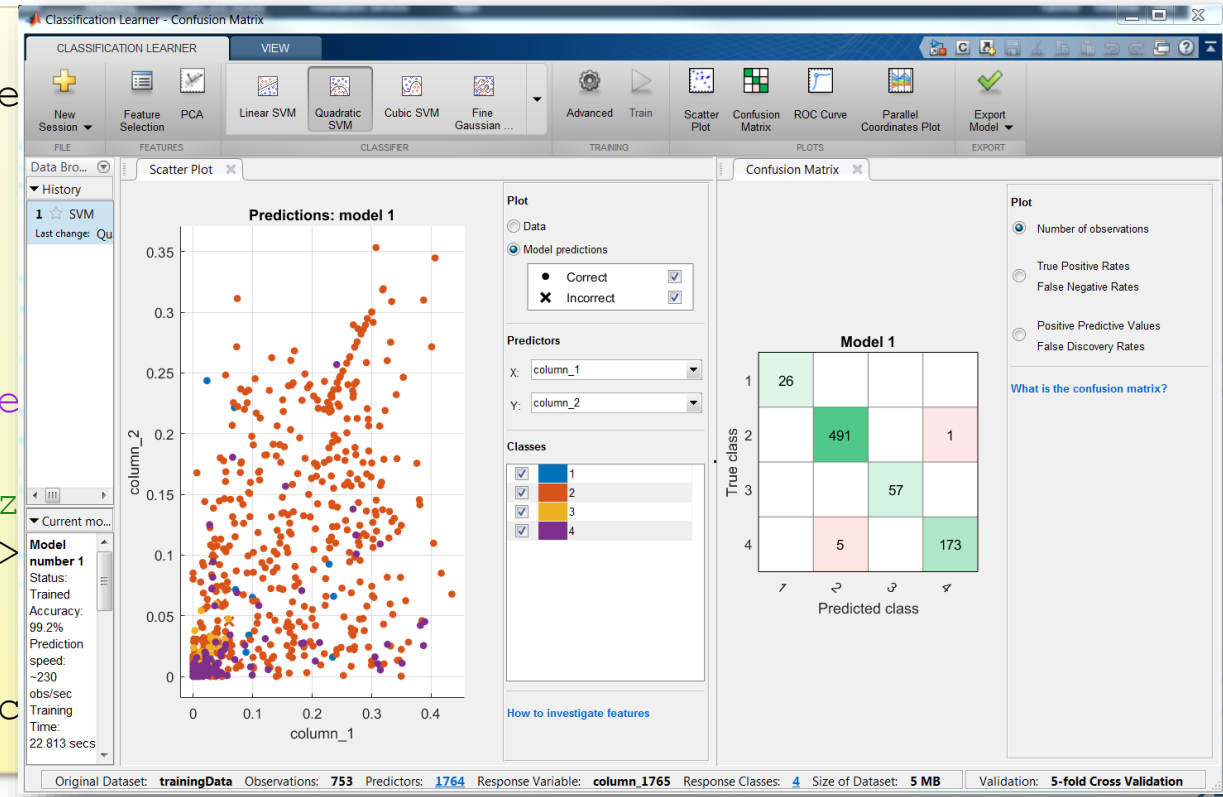 Classification Learner - Confusion Matrix
CLASSIFICATION LEARNER VIEW
New Session
Feature Selection
PCA
Linear SVM
Quadratic SVM
Cubic SVM
Fine Gaussian ...
Advanced
Train
Scatter Plot
Confusion Matrix
ROC Curve
Parallel Coordinates Plot
Export Model
FILE FEATURES CLASSIFIER TRAINING PLOTS EXPORT
Data Bro...
History
1 SVM
Last change: Qu
Current mo...
Model
number 1
Status:
Trained
Accuracy:
99.2%
Prediction
speed:
~230
obs/sec
Training
Time:
22.813 secs
Scatter Plot
Predictions: model 1
0.35
0.3
0.25
0.2
0.15
0.1
0.05
0
column_2
0 0.1 0.2 0.3 0.4
column_1
Plot
Data
Model predictions
Correct
Incorrect
Predictors
X: column_1
Y: column_2
Classes
1
2
3
4
How to investigate features
Confusion Matrix
Model 1
1 26
2 491 1
3 57
4 5 173
True class
1 2 3 4
Predicted class
Plot
Number of observations
True Positive Rates
False Negative Rates
Positive Predictive Values
False Discovery Rates
What is the confusion matrix?
Original Dataset: trainingData Observations: 753 Predictors: 1764 Response Variable: column_1765 Response Classes: 4 Size of Dataset: 5 MB Validation: 5-fold Cross Validation
e
e
z
>
c